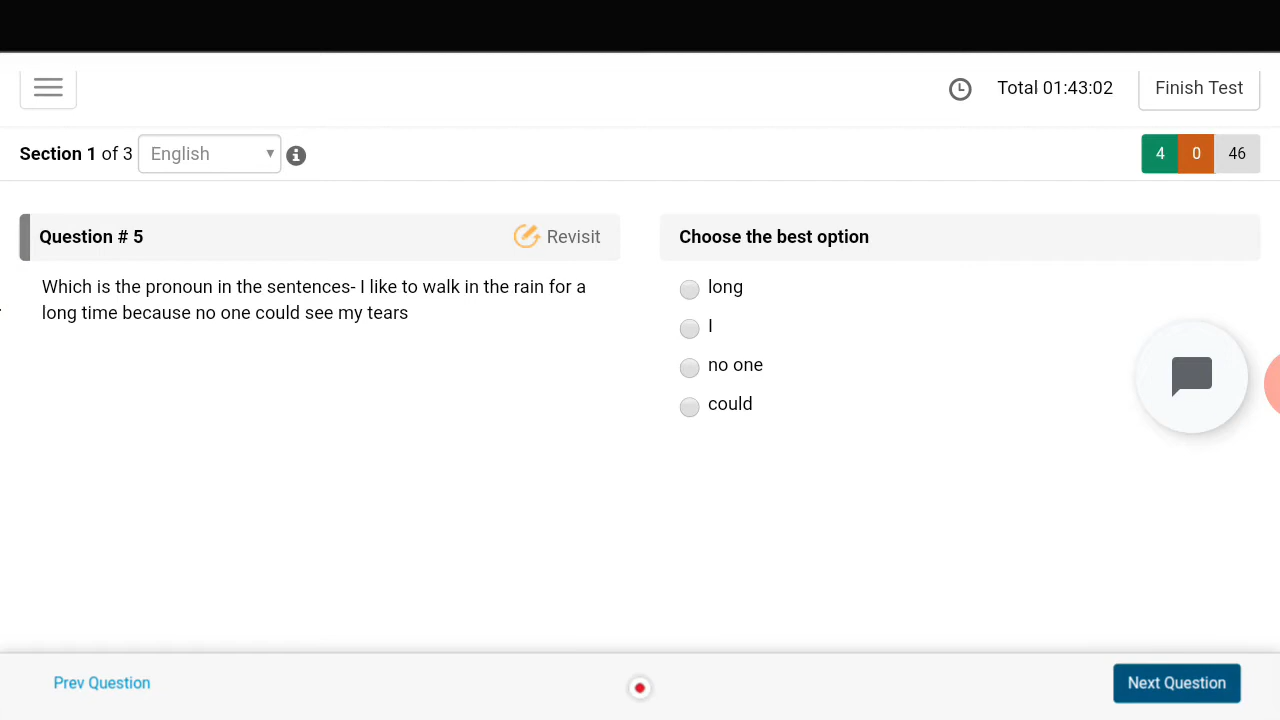 Total 01:43:02
Finish Test
Section 1 of 3
English
4
0
46
Question # 5
Revisit
Which is the pronoun in the sentences- I like to walk in the rain for a
long time because no one could see my tears
Choose the best option
long
I
no one
could
Prev Question
Next Question